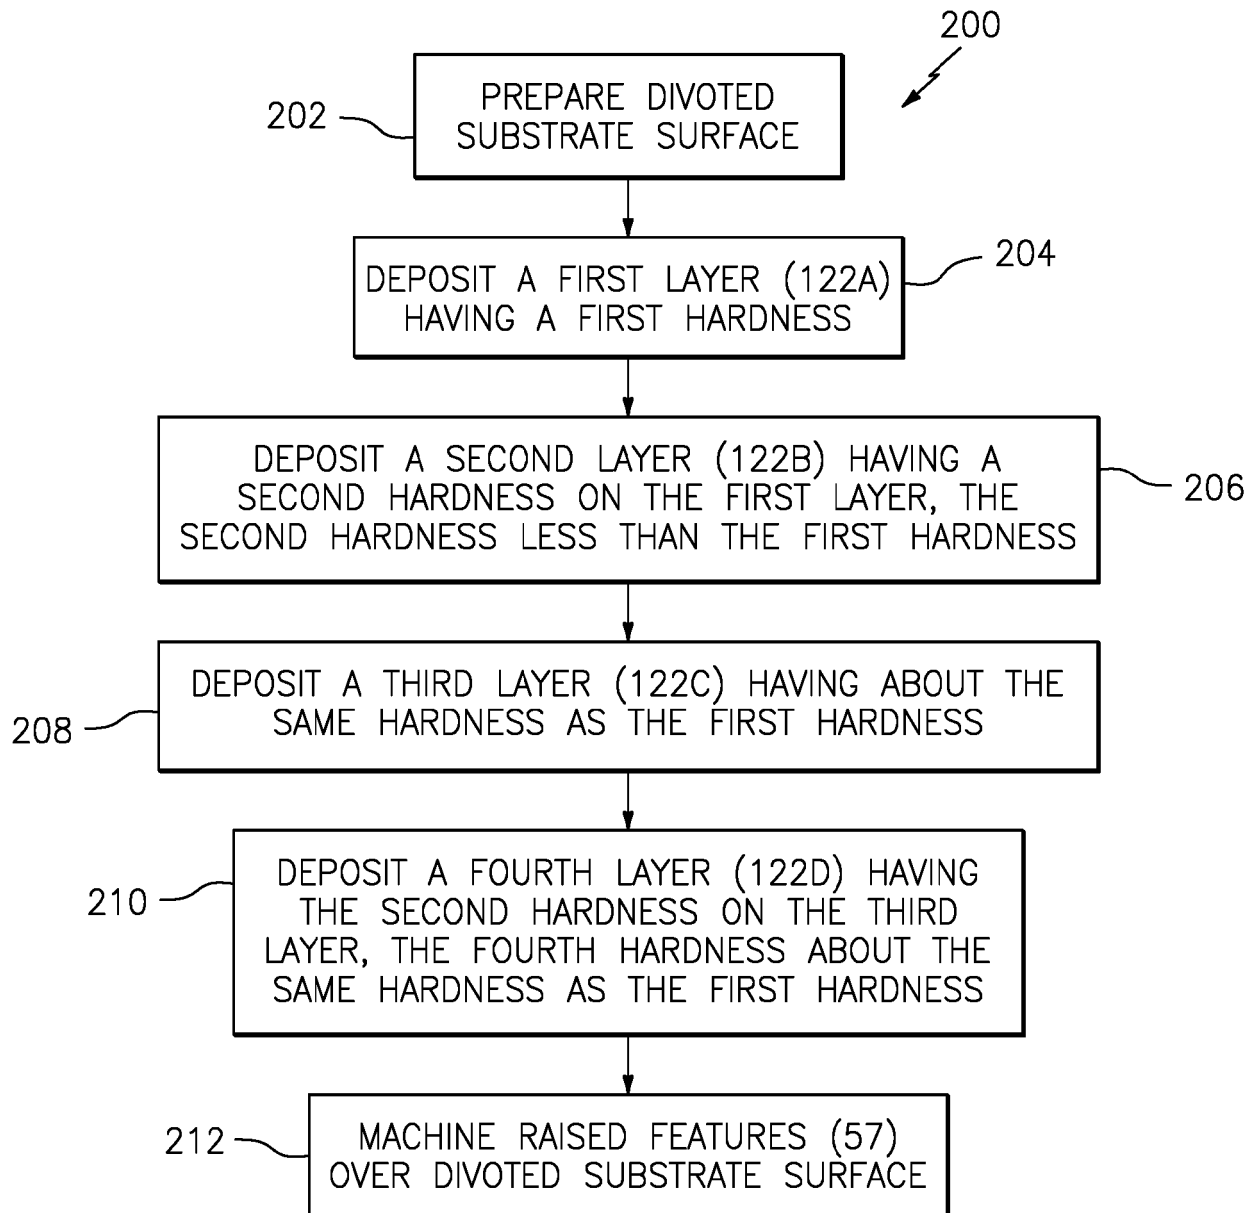 200
202
PREPARE DIVOTED
SUBSTRATE SURFACE
204
DEPOSIT A FIRST LAYER (122A)
HAVING A FIRST HARDNESS
206
DEPOSIT A SECOND LAYER (122B) HAVING A
SECOND HARDNESS ON THE FIRST LAYER, THE
SECOND HARDNESS LESS THAN THE FIRST HARDNESS
208
DEPOSIT A THIRD LAYER (122C) HAVING ABOUT THE
SAME HARDNESS AS THE FIRST HARDNESS
210
DEPOSIT A FOURTH LAYER (122D) HAVING
THE SECOND HARDNESS ON THE THIRD
LAYER, THE FOURTH HARDNESS ABOUT THE
SAME HARDNESS AS THE FIRST HARDNESS
212
MACHINE RAISED FEATURES (57)
OVER DIVOTED SUBSTRATE SURFACE